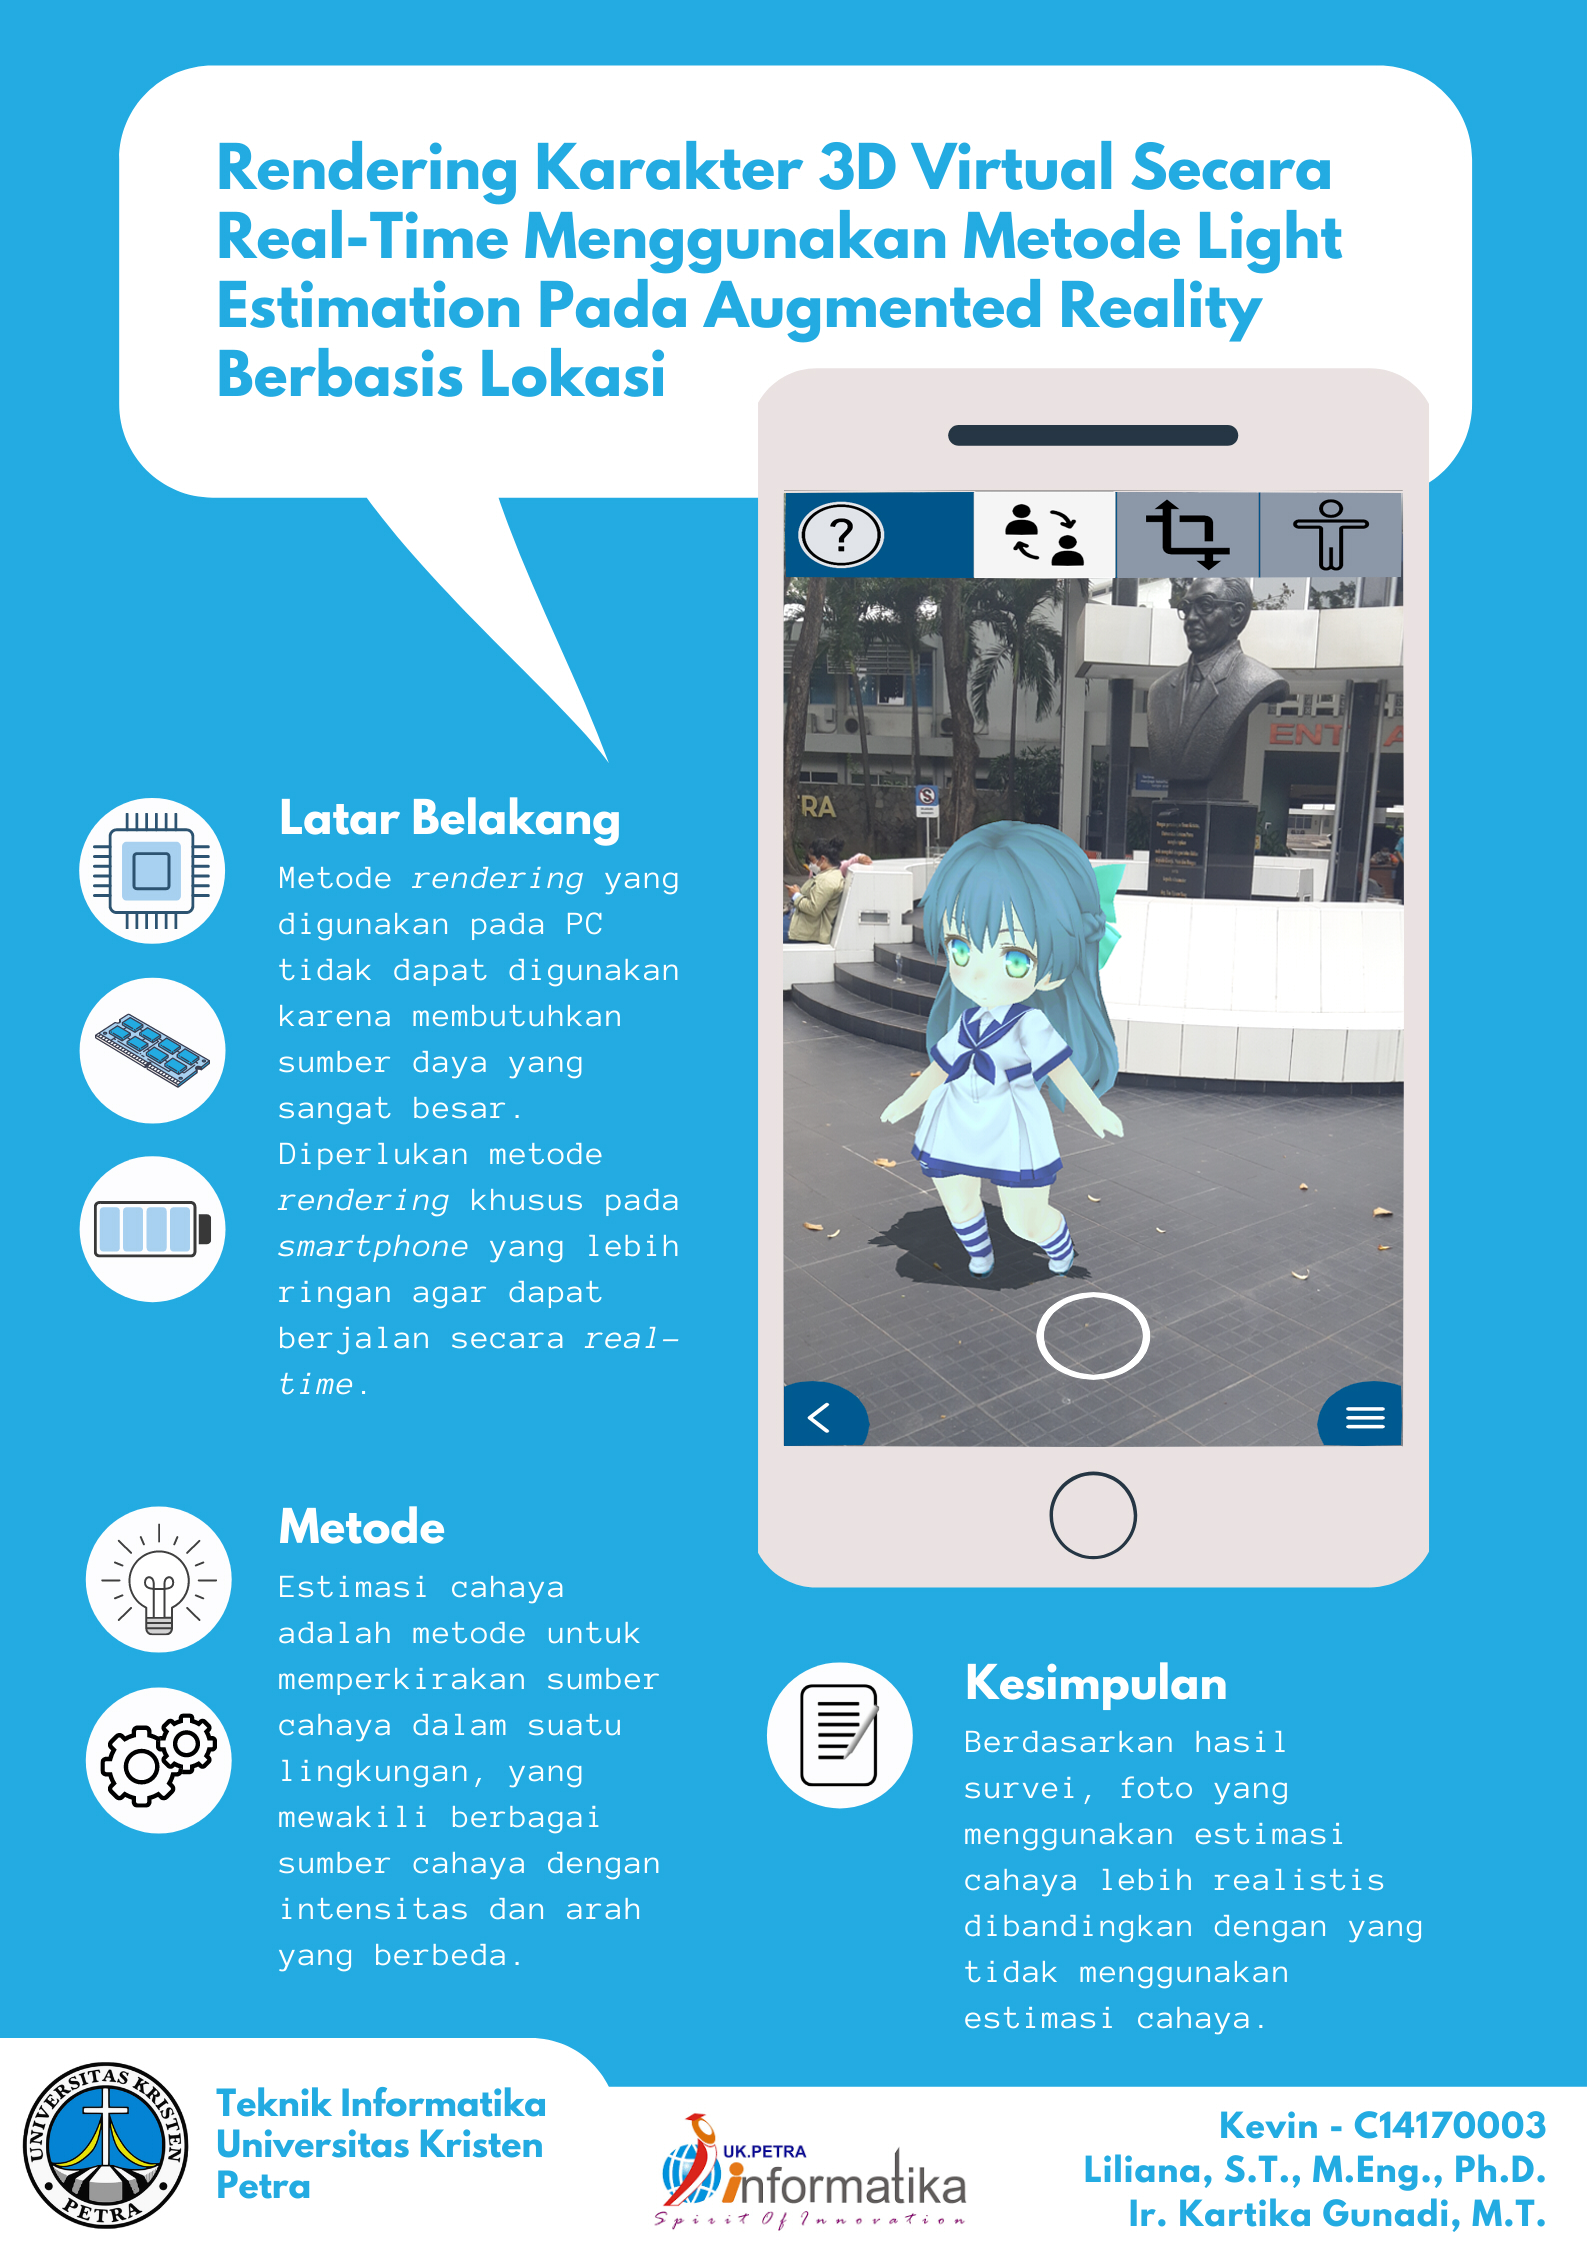 Rendering Karakter 3D Virtual Secara
Real-Time Menggunakan Metode Light
Estimation Pada Augmented Reality
Berbasis Lokasi
?
ENT
RA
S
Latar Belakang
Metode rendering yang
digunakan pada PC
tidak dapat digunakan
karena membutuhkan
sumber daya yang
sangat besar.
Diperlukan metode
rendering khusus pada
smartphone yang lebih
ringan agar dapat
berjalan secara real-
time.
Metode
Estimasi cahaya
adalah metode untuk
memperkirakan sumber
cahaya dalam suatu
lingkungan, yang
mewakili berbagai
sumber cahaya dengan
intensitas dan arah
yang berbeda.
Kesimpulan
Berdasarkan hasil
survei, foto yang
menggunakan estimasi
cahaya lebih realistis
dibandingkan dengan yang
tidak menggunakan
estimasi cahaya.
UNIVERSITAS KRISTEN
PETRA
Teknik Informatika
Universitas Kristen
Petra
UK.PETRA
informatika
Spirit Of Innovation
Kevin - C14170003
Liliana, S.T., M.Eng., Ph.D.
Ir. Kartika Gunadi, M.T.